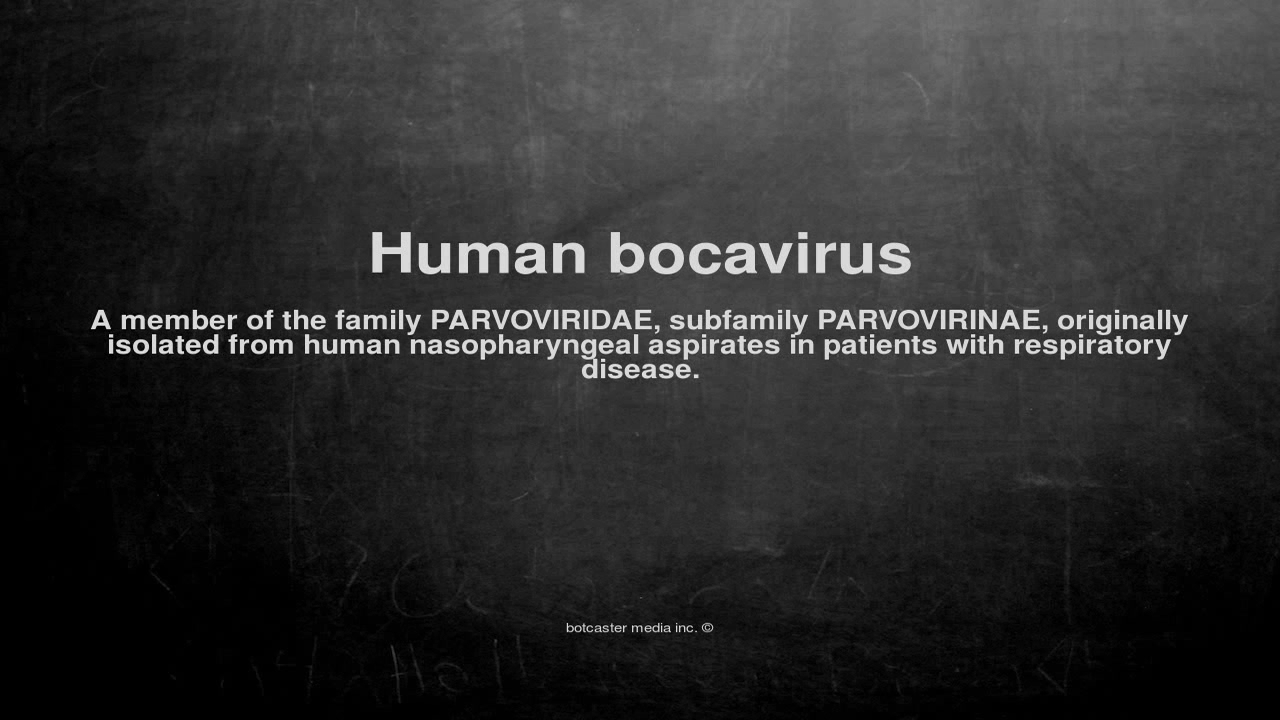 Human bocavirus
A member of the family PARVOVIRIDAE, subfamily PARVOVIRINAE, originally
isolated from human nasopharyngeal aspirates in patients with respiratory
disease.
botcaster media inc. ©